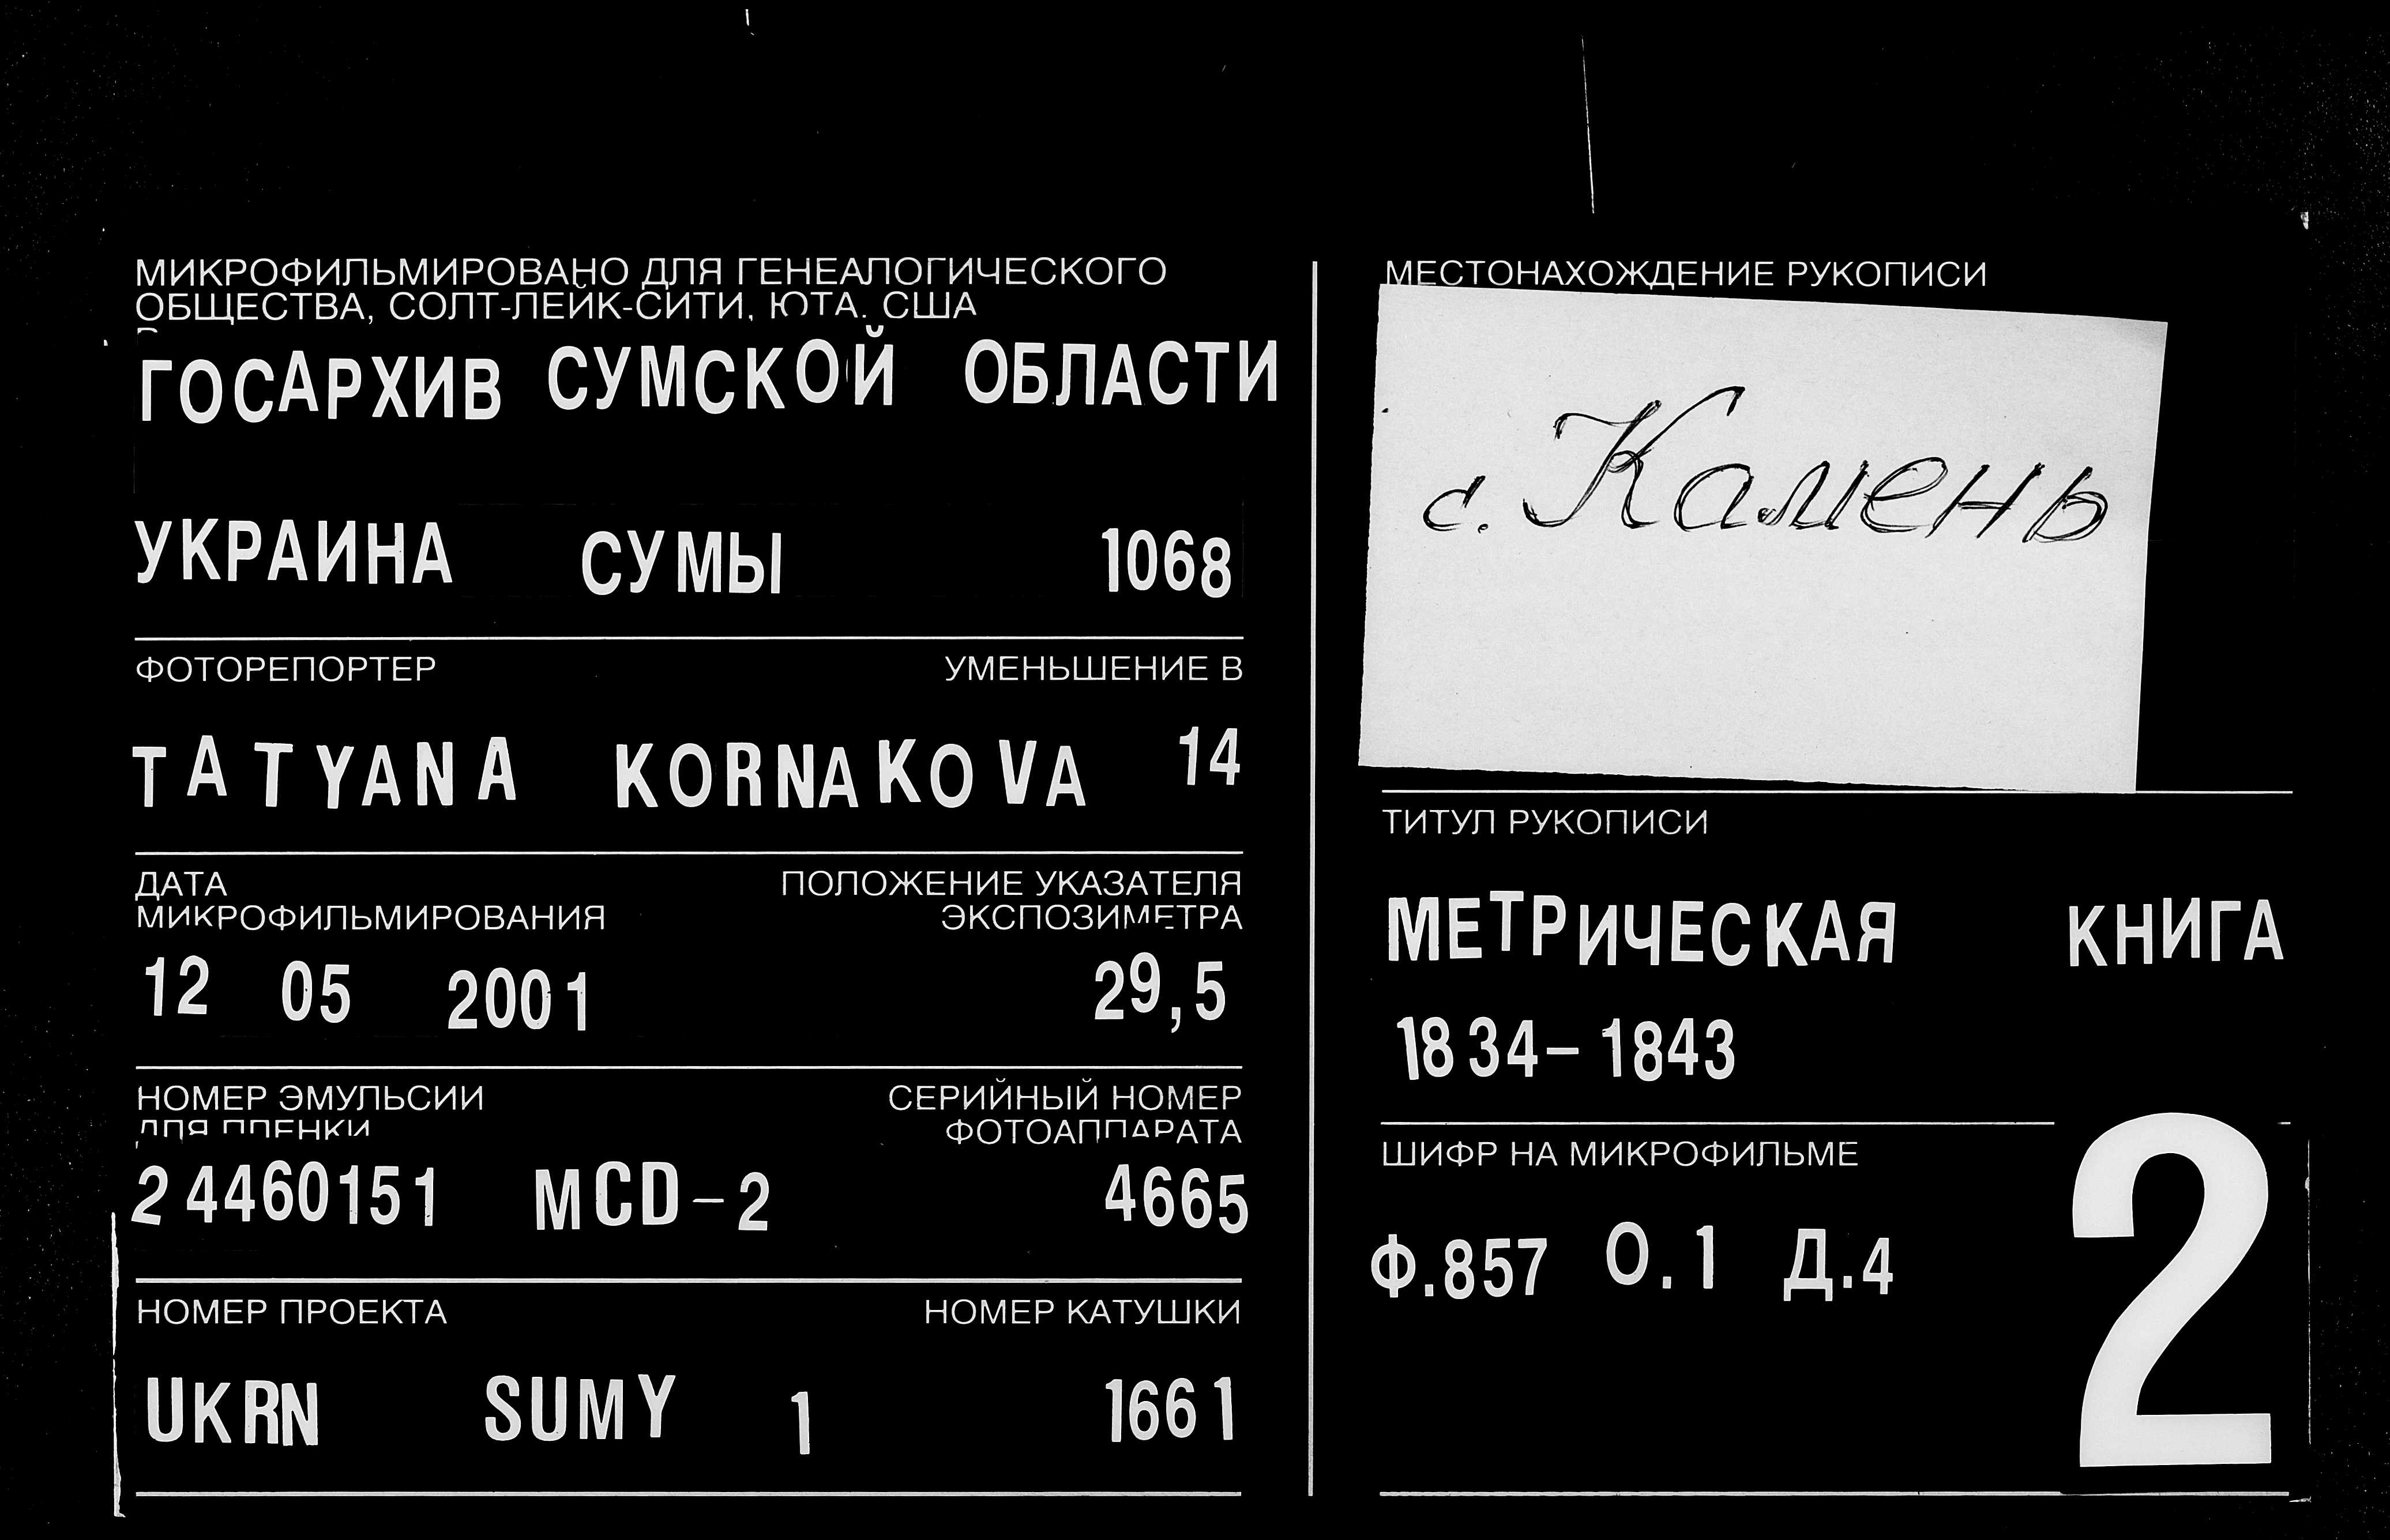 МИКРОФИЛЬМИРОВАНО ДЛЯ ГЕНЕАЛОГИЧЕСКОГО
ОБЩЕСТВА, СОЛТ-ЛЕЙК-СИТИ, ЮТА, США
ГОСАРХИВ СУМСКОЙ ОБЛАСТИ
УКРАИНА СУМЫ 1068
ФОТОРЕПОРТЕР УМЕНЬШЕНИЕ В
TATYANA KORNAKOVA 14
ДАТА ПОЛОЖЕНИЕ УКАЗАТЕЛЯ
МИКРОФИЛЬМИРОВАНИЯ ЭКСПОЗИМЕТРА
12 05 2001 29,5
НОМЕР ЭМУЛЬСИИ СЕРИЙНЫЙ НОМЕР
ДЛЯ ПЛЕНКИ ФОТОАППАРАТА
24460151 MCD-2 4665
НОМЕР ПРОЕКТА НОМЕР КАТУШКИ
UKRN SUMY 1 1661
МЕСТОНАХОЖДЕНИЕ РУКОПИСИ
с. Камень
ТИТУЛ РУКОПИСИ
МЕТРИЧЕСКАЯ КНИГА
1834-1843
ШИФР НА МИКРОФИЛЬМЕ
Ф.857 О.1 Д.4
2